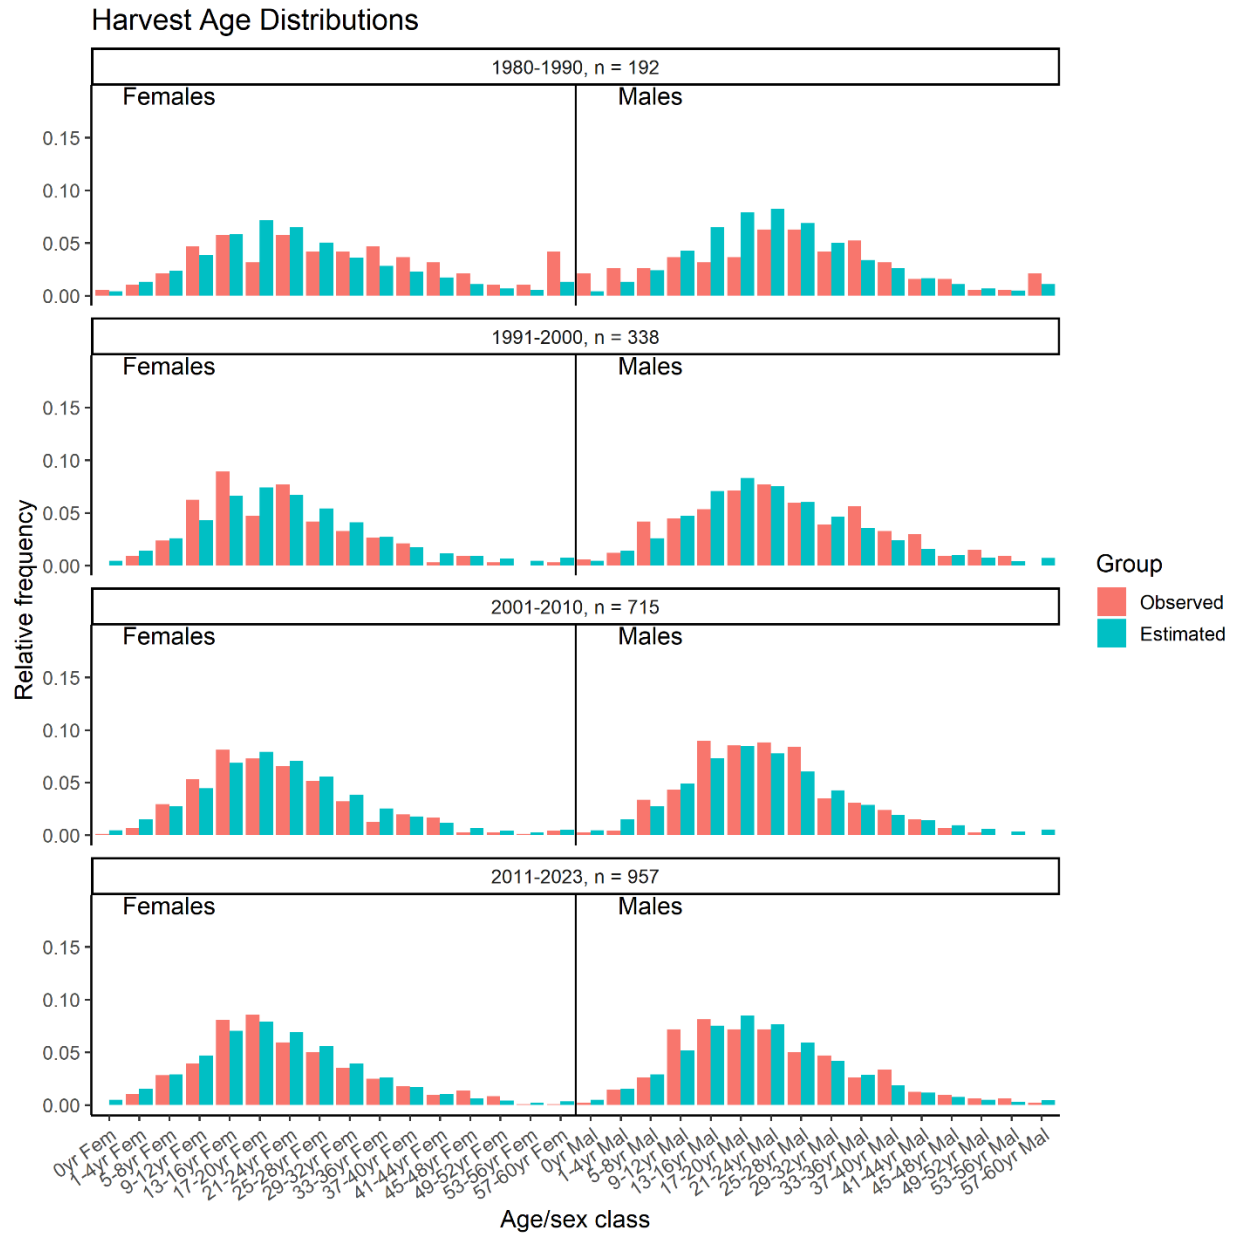 Harvest Age Distributions
1980-1990, n = 192
Females Males
0.15
0.10
0.05
0.00
1991-2000, n = 338
Females Males
0.15
0.10
0.05
0.00
2001-2010, n = 715
Females Males
0.15
0.10
0.05
0.00
2011-2023, n = 957
Females Males
0.15
0.10
0.05
0.00
Relative frequency
0yr Fem
1-4yr Fem
5-8yr Fem
9-12yr Fem
13-16yr Fem
17-20yr Fem
21-24yr Fem
25-28yr Fem
29-32yr Fem
33-36yr Fem
37-40yr Fem
41-44yr Fem
45-48yr Fem
49-52yr Fem
53-56yr Fem
57-60yr Fem
0yr Mal
1-4yr Mal
5-8yr Mal
9-12yr Mal
13-16yr Mal
17-20yr Mal
21-24yr Mal
25-28yr Mal
29-32yr Mal
33-36yr Mal
37-40yr Mal
41-44yr Mal
45-48yr Mal
49-52yr Mal
53-56yr Mal
57-60yr Mal
Age/sex class
Group
Observed
Estimated